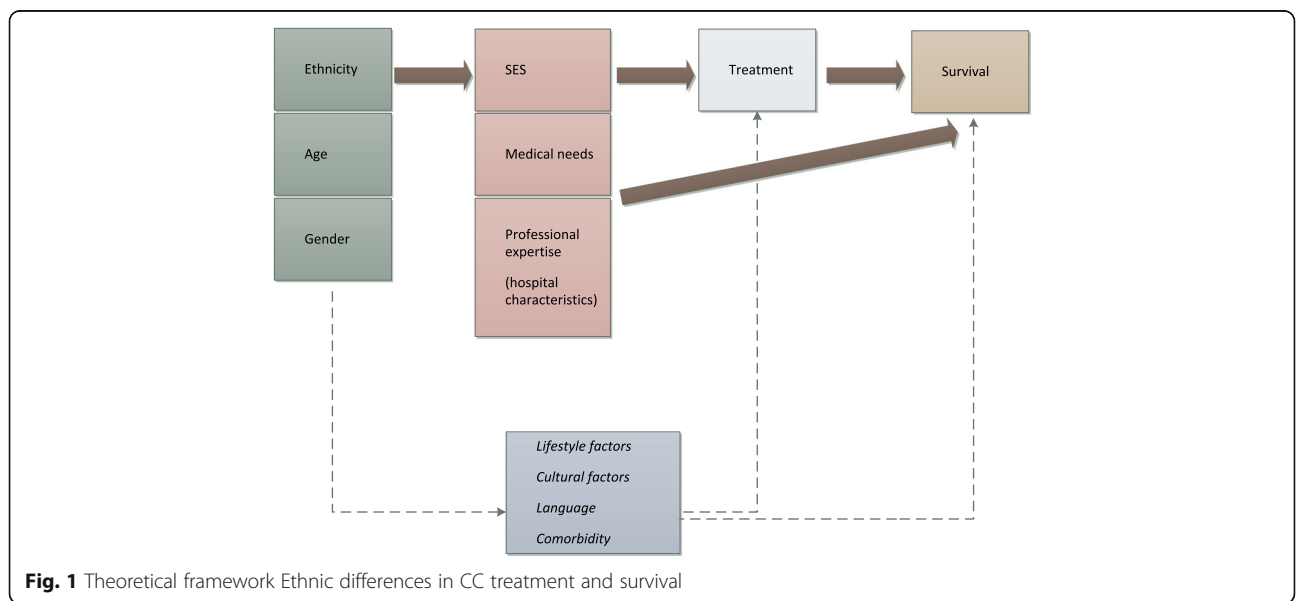 Ethnicity
Age
Gender
SES
Medical needs
Professional
expertise
(hospital
characteristics)
Treatment
Survival
Lifestyle factors
Cultural factors
Language
Comorbidity
Fig. 1 Theoretical framework Ethnic differences in CC treatment and survival